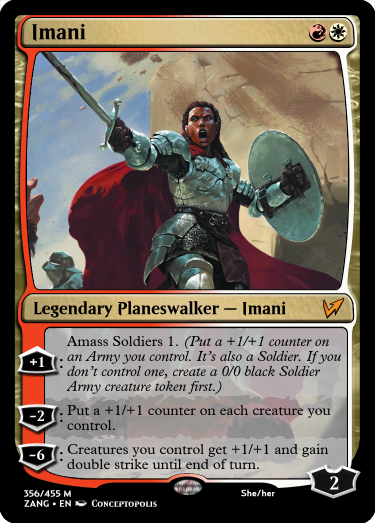 Imani
Legendary Planeswalker — Imani
+1: Amass Soldiers 1. (Put a +1/+1 counter on
an Army you control. It's also a Soldier. If you
don't control one, create a 0/0 black Soldier
Army creature token first.)
-2: Put a +1/+1 counter on each creature you
control.
-6: Creatures you control get +1/+1 and gain
double strike until end of turn.
2
356/455 M
She/her
ZANG • EN Conceptopolis